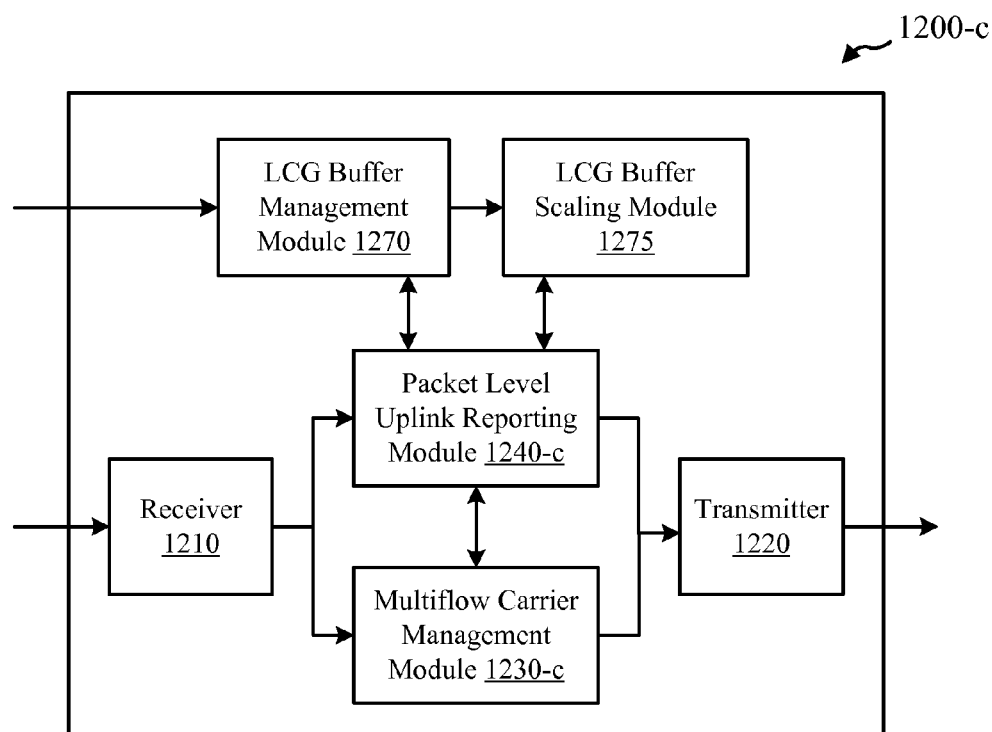 1200-c
LCG Buffer
Management
Module 1270
LCG Buffer
Scaling Module
1275
Packet Level
Uplink Reporting
Module 1240-c
Receiver
1210
Transmitter
1220
Multiflow Carrier
Management
Module 1230-c